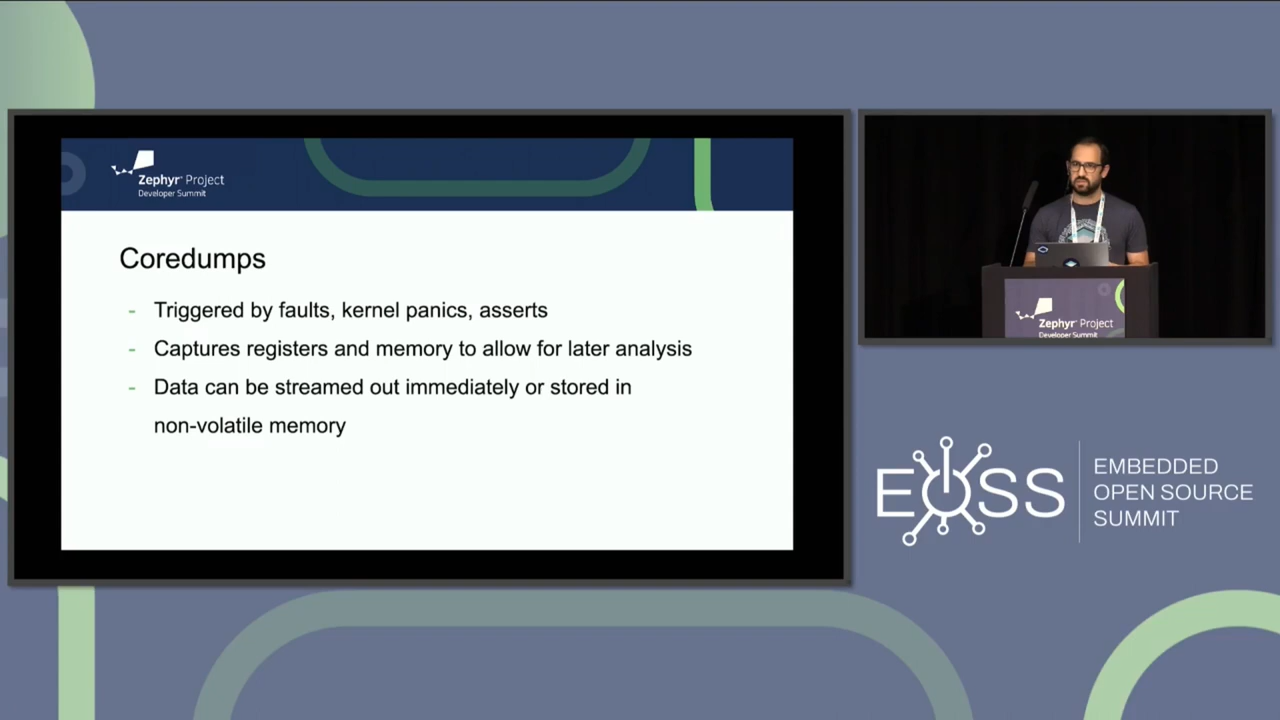 Zephyr™ Project
Developer Summit
Coredumps
- Triggered by faults, kernel panics, asserts
- Captures registers and memory to allow for later analysis
- Data can be streamed out immediately or stored in
non-volatile memory
Zephyr™ Project
Developer Summit
EOSS
EMBEDDED
OPEN SOURCE
SUMMIT